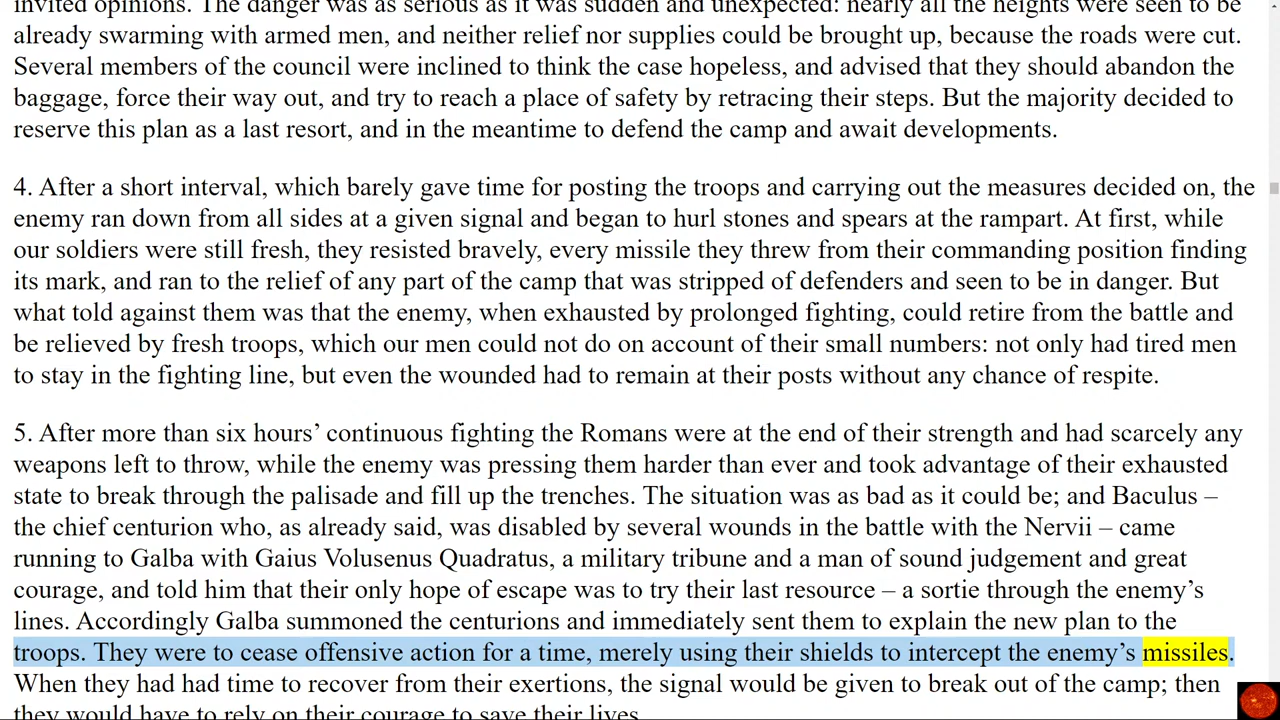 invited opinions. The danger was as serious as it was sudden and unexpected: nearly all the heights were seen to be
already swarming with armed men, and neither relief nor supplies could be brought up, because the roads were cut.
Several members of the council were inclined to think the case hopeless, and advised that they should abandon the
baggage, force their way out, and try to reach a place of safety by retracing their steps. But the majority decided to
reserve this plan as a last resort, and in the meantime to defend the camp and await developments.
4. After a short interval, which barely gave time for posting the troops and carrying out the measures decided on, the
enemy ran down from all sides at a given signal and began to hurl stones and spears at the rampart. At first, while
our soldiers were still fresh, they resisted bravely, every missile they threw from their commanding position finding
its mark, and ran to the relief of any part of the camp that was stripped of defenders and seen to be in danger. But
what told against them was that the enemy, when exhausted by prolonged fighting, could retire from the battle and
be relieved by fresh troops, which our men could not do on account of their small numbers: not only had tired men
to stay in the fighting line, but even the wounded had to remain at their posts without any chance of respite.
5. After more than six hours’ continuous fighting the Romans were at the end of their strength and had scarcely any
weapons left to throw, while the enemy was pressing them harder than ever and took advantage of their exhausted
state to break through the palisade and fill up the trenches. The situation was as bad as it could be; and Baculus –
the chief centurion who, as already said, was disabled by several wounds in the battle with the Nervii – came
running to Galba with Gaius Volusenus Quadratus, a military tribune and a man of sound judgement and great
courage, and told him that their only hope of escape was to try their last resource – a sortie through the enemy’s
lines. Accordingly Galba summoned the centurions and immediately sent them to explain the new plan to the
troops. They were to cease offensive action for a time, merely using their shields to intercept the enemy’s missiles.
When they had had time to recover from their exertions, the signal would be given to break out of the camp; then
they would have to rely on their courage to save their lives.